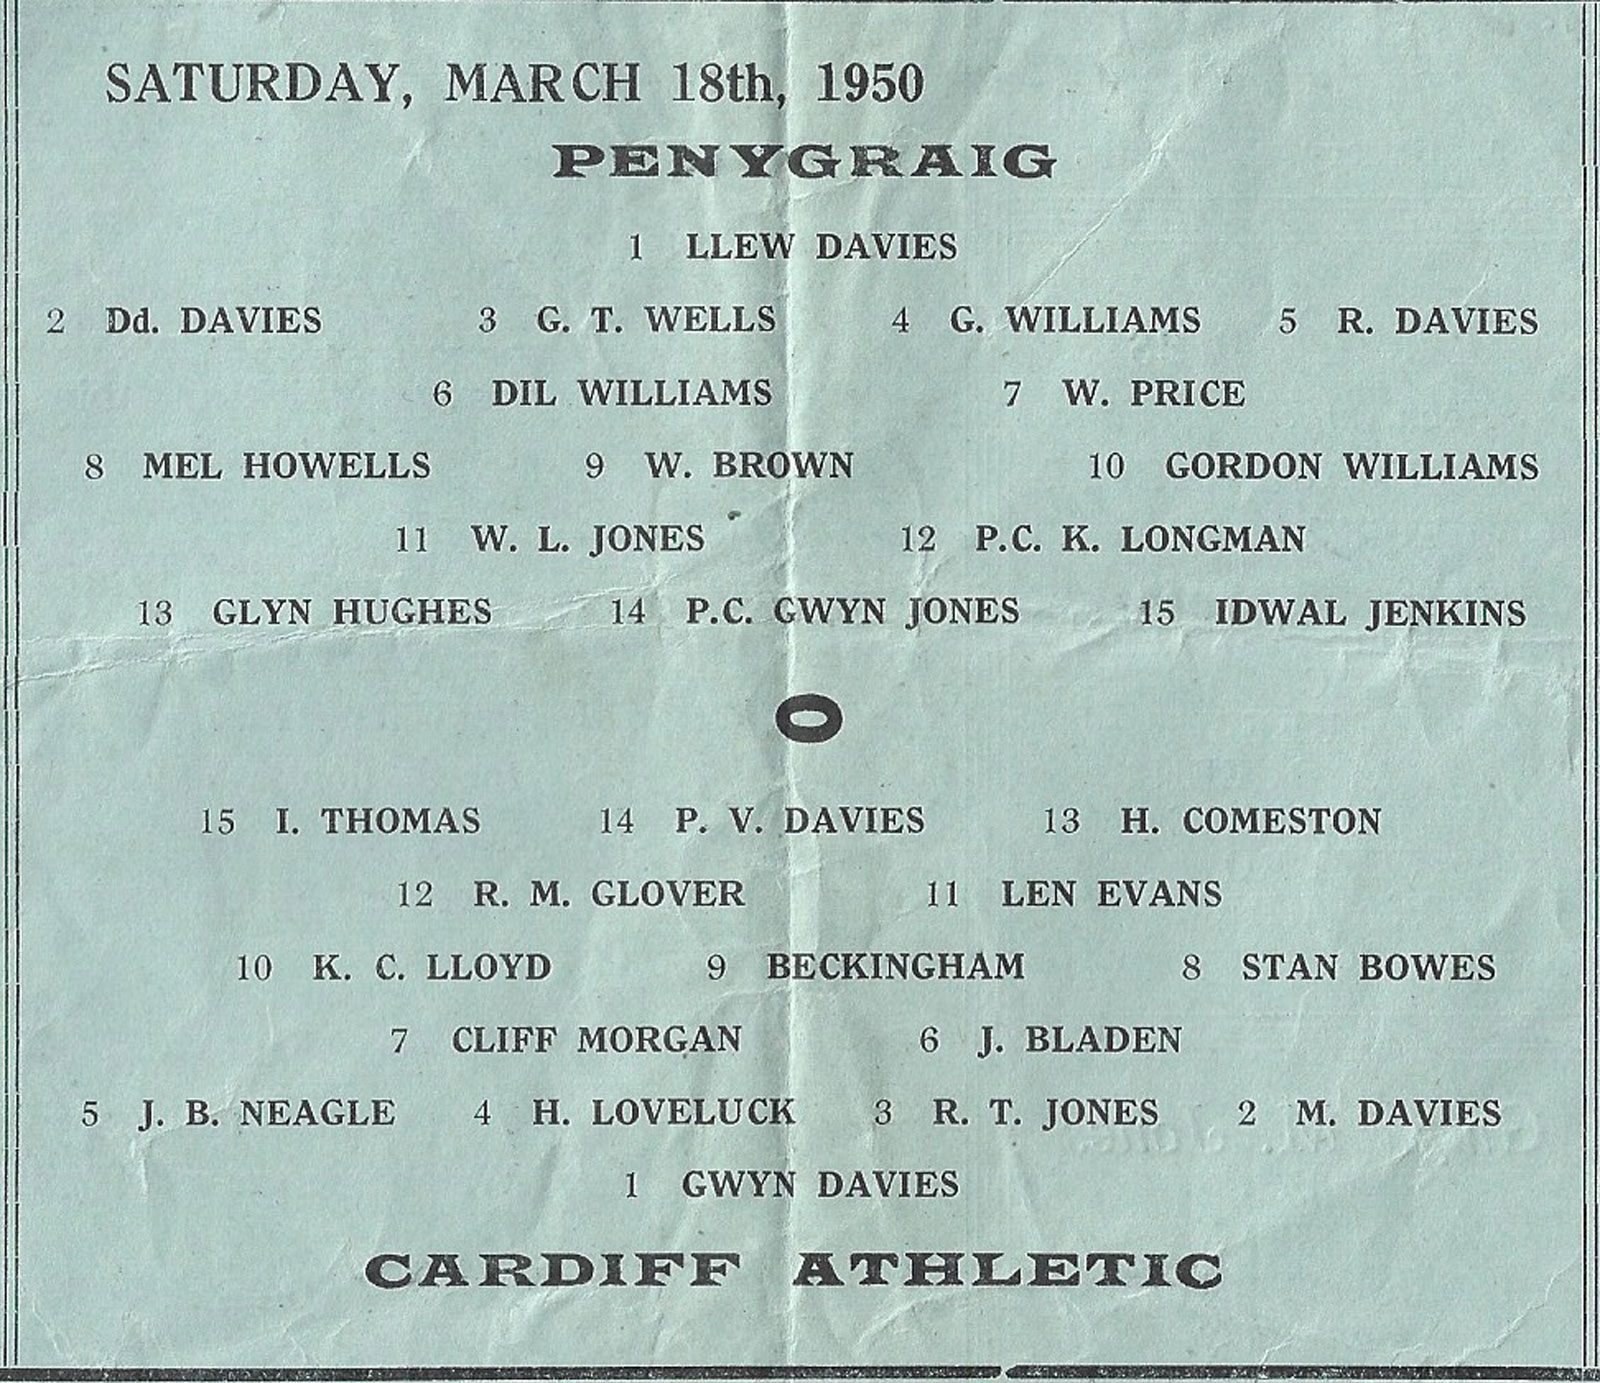 SATURDAY, MARCH 18th, 1950
PENYGRAIG
1 LLEW DAVIES
2 Dd. DAVIES 3 G. T. WELLS 4 G. WILLIAMS 5 R. DAVIES
6 DIL WILLIAMS 7 W. PRICE
8 MEL HOWELLS 9 W. BROWN 10 GORDON WILLIAMS
11 W. L. JONES 12 P.C. K. LONGMAN
13 GLYN HUGHES 14 P.C. GWYN JONES 15 IDWAL JENKINS
O
15 I. THOMAS 14 P. V. DAVIES 13 H. COMESTON
12 R. M. GLOVER 11 LEN EVANS
10 K. C. LLOYD 9 BECKINGHAM 8 STAN BOWES
7 CLIFF MORGAN 6 J. BLADEN
5 J. B. NEAGLE 4 H. LOVELUCK 3 R. T. JONES 2 M. DAVIES
1 GWYN DAVIES
CARDIFF ATHLETIC